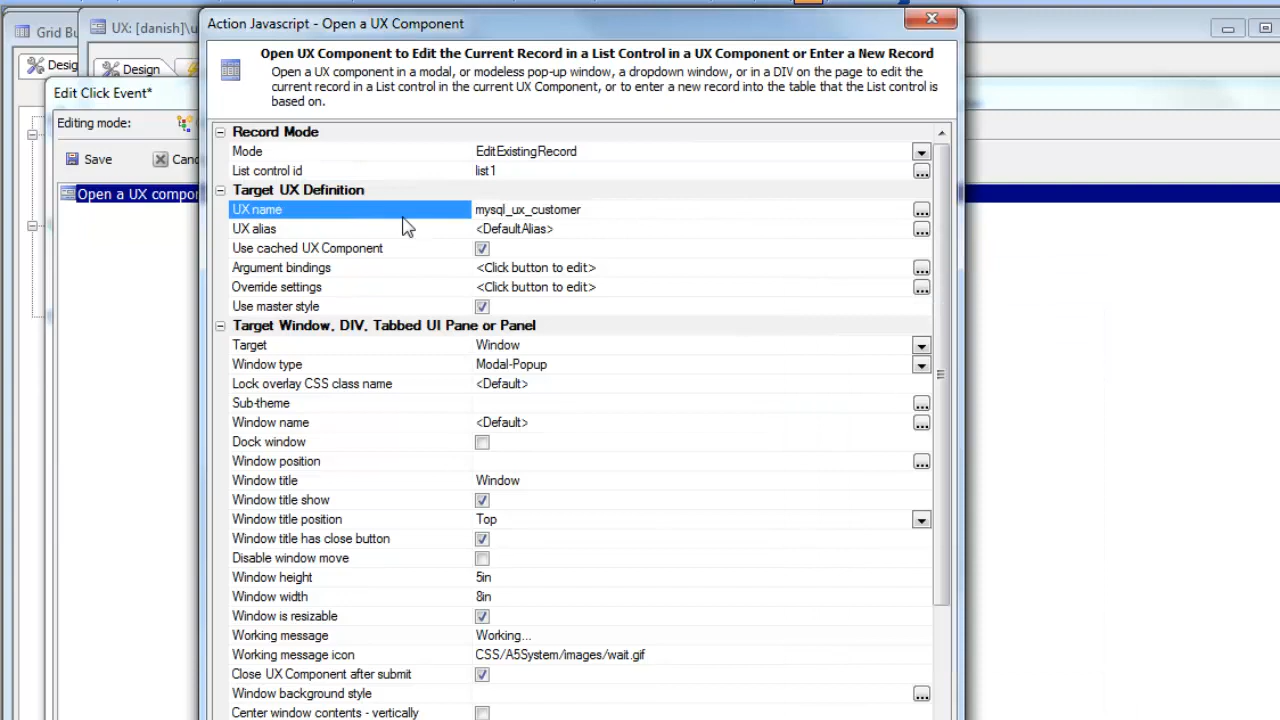 Action Javascript - Open a UX Component
UX: [danish]\u
Grid Bu
Open UX Component to Edit the Current Record in a List Control in a UX Component or Enter a New Record
Design
Design
Open a UX component in a modal, or modeless pop-up window, a dropdown window, or in a DIV on the page to edit the
current record in a List control in the current UX Component, or to enter a new record into the table that the List control is
based on.
Edit Click Event*
Editing mode:
Record Mode
Mode EditExistingRecord
Save Canc
List control id list1
Target UX Definition
Open a UX compor
UX name mysql_ux_customer
UX alias <DefaultAlias>
Use cached UX Component
Argument bindings <Click button to edit>
Override settings <Click button to edit>
Use master style
Target Window, DIV, Tabbed UI Pane or Panel
Target Window
Window type Modal-Popup
Lock overlay CSS class name <Default>
Sub-theme
Window name <Default>
Dock window
Window position
Window title Window
Window title show
Window title position Top
Window title has close button
Disable window move
Window height 5in
Window width 8in
Window is resizable
Working message Working...
Working message icon CSS/A5System/images/wait.gif
Close UX Component after submit
Window background style
Center window contents - vertically